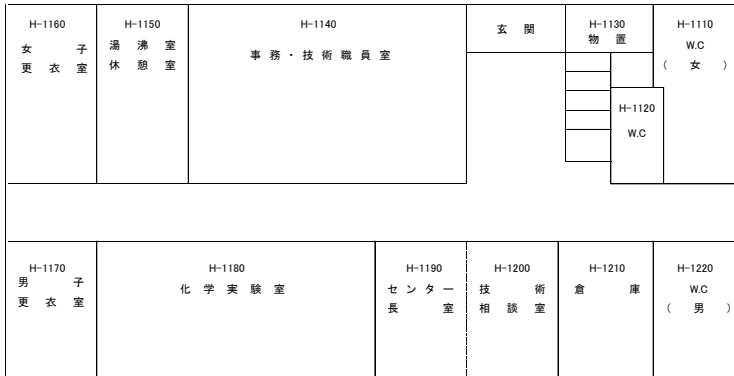 H-1160
女子
更衣室
H-1150
湯沸室
休憩室
H-1140
事務・技術職員室
玄関
H-1130
物置
H-1110
W.C
(女)
H-1120
W.C
H-1170
男子
更衣室
H-1180
化学実験室
H-1190
センター
長室
H-1200
技術
相談室
H-1210
倉庫
H-1220
W.C
(男)